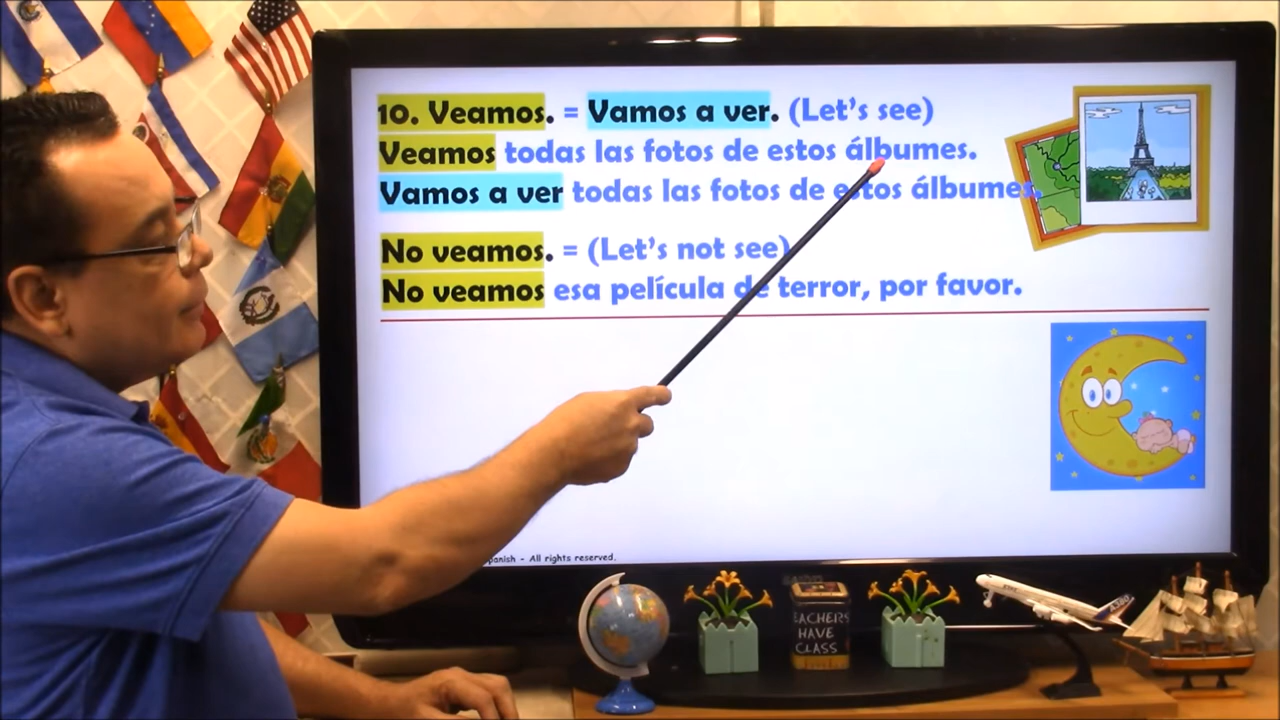 10. Veamos. = Vamos a ver. (Let's see)
Veamos todas las fotos de estos álbumes.
Vamos a ver todas las fotos de estos álbumes.
No veamos. = (Let's not see)
No veamos esa película de terror, por favor.
panish - All rights reserved.
EACHERS
HAVE
CLASS
A380